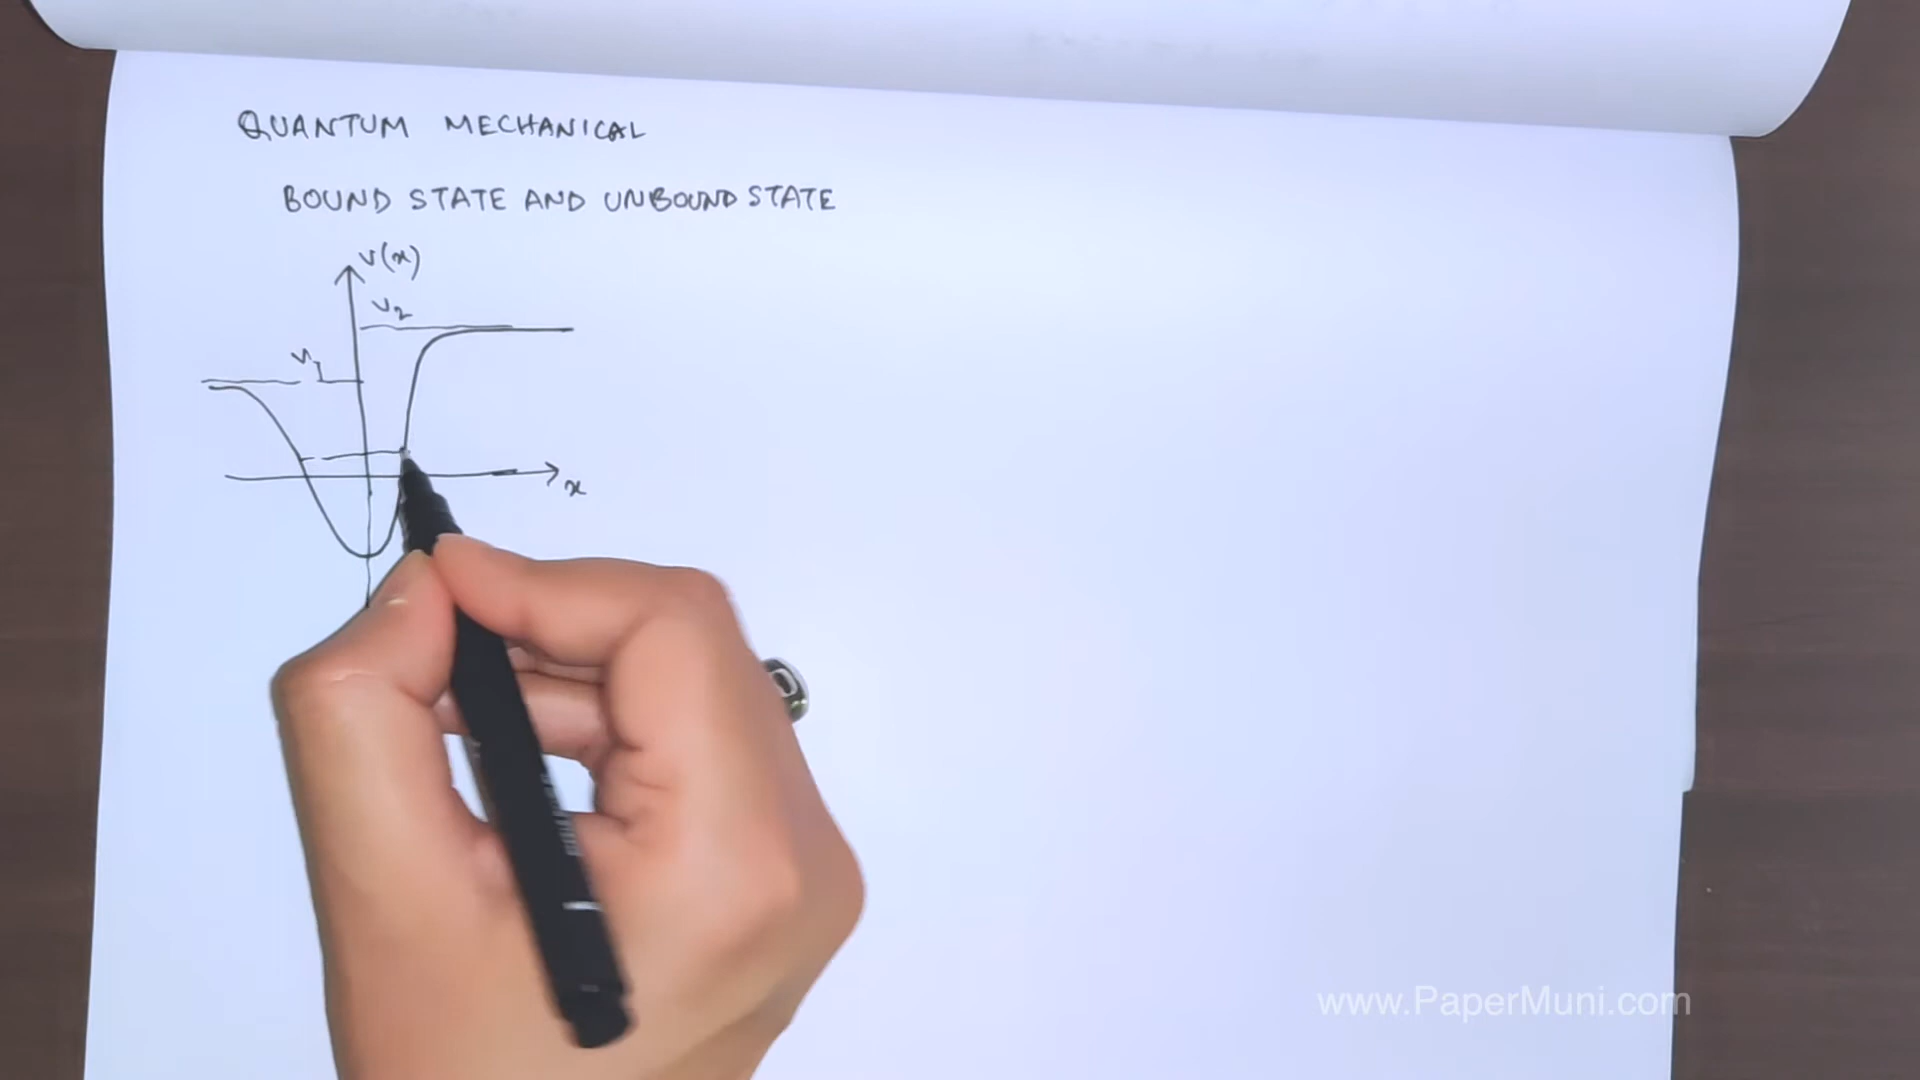 QUANTUM MECHANICAL
BOUND STATE AND UNBOUND STATE
V(x)
V2
V1
x
www.PaperMuni.com